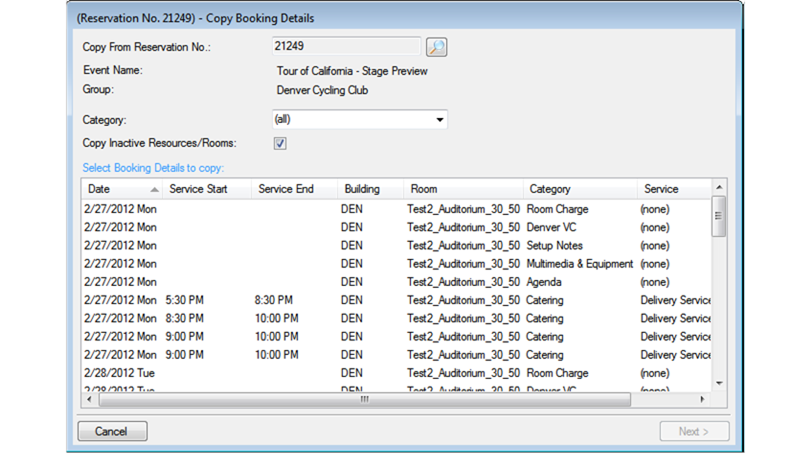 (Reservation No. 21249) - Copy Booking Details
Copy From Reservation No.: 21249
Event Name: Tour of California - Stage Preview
Group: Denver Cycling Club
Category: (all)
Copy Inactive Resources/Rooms:
Select Booking Details to copy:
Date Service Start Service End Building Room Category Service
2/27/2012 Mon DEN Test2_Auditorium_30_50 Room Charge (none)
2/27/2012 Mon DEN Test2_Auditorium_30_50 Denver VC (none)
2/27/2012 Mon DEN Test2_Auditorium_30_50 Setup Notes (none)
2/27/2012 Mon DEN Test2_Auditorium_30_50 Multimedia & Equipment (none)
2/27/2012 Mon DEN Test2_Auditorium_30_50 Agenda (none)
2/27/2012 Mon 5:30 PM 8:30 PM DEN Test2_Auditorium_30_50 Catering Delivery Service
2/27/2012 Mon 8:30 PM 10:00 PM DEN Test2_Auditorium_30_50 Catering Delivery Service
2/27/2012 Mon 9:00 PM 10:00 PM DEN Test2_Auditorium_30_50 Catering Delivery Service
2/27/2012 Mon 9:00 PM 10:00 PM DEN Test2_Auditorium_30_50 Catering Delivery Service
2/28/2012 Tue DEN Test2_Auditorium_30_50 Room Charge (none)
2/28/2012 Tue DEN Test2_Auditorium_30_50 Denver VC (none)
Cancel Next >